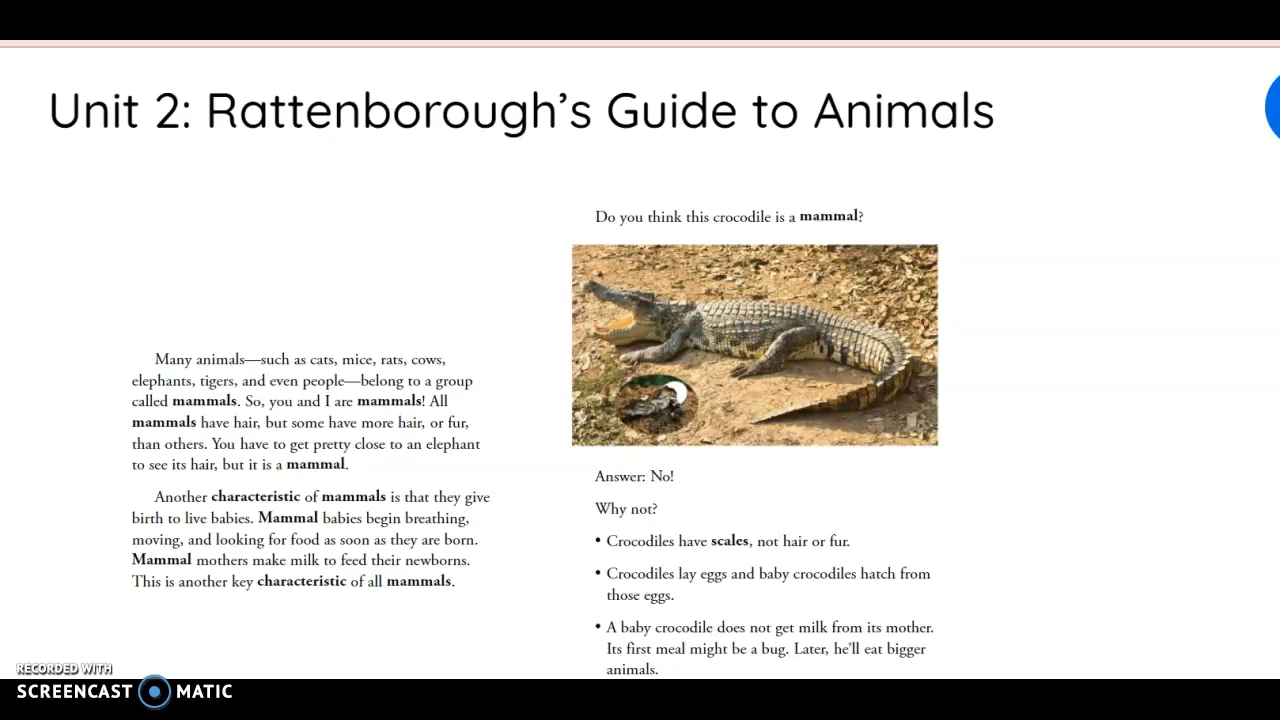 Unit 2: Rattenborough's Guide to Animals
Many animals—such as cats, mice, rats, cows,
elephants, tigers, and even people—belong to a group
called mammals. So, you and I are mammals! All
mammals have hair, but some have more hair, or fur,
than others. You have to get pretty close to an elephant
to see its hair, but it is a mammal.
Another characteristic of mammals is that they give
birth to live babies. Mammal babies begin breathing,
moving, and looking for food as soon as they are born.
Mammal mothers make milk to feed their newborns.
This is another key characteristic of all mammals.
Do you think this crocodile is a mammal?
Answer: No!
Why not?
• Crocodiles have scales, not hair or fur.
• Crocodiles lay eggs and baby crocodiles hatch from
those eggs.
• A baby crocodile does not get milk from its mother.
Its first meal might be a bug. Later, he'll eat bigger
animals.
RECORDED WITH
SCREENCAST MATIC